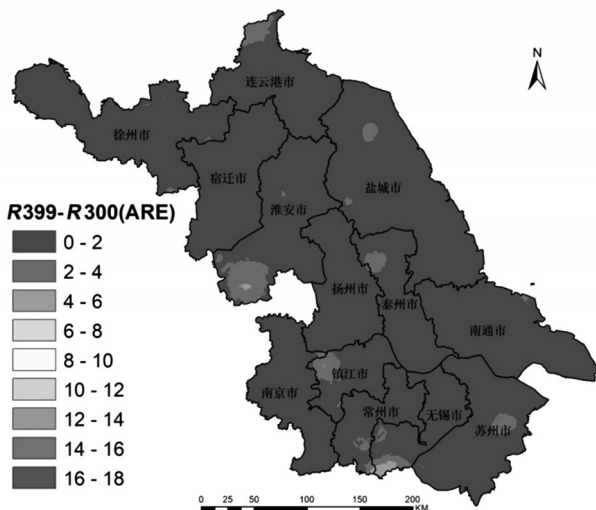 N
连云港市
徐州市
宿迁市
盐城市
淮安市
R399-R300(ARE)
0 - 2
2 - 4
4 - 6
6 - 8
8 - 10
10 - 12
12 - 14
14 - 16
16 - 18
扬州市
泰州市
南通市
镇江市
南京市
常州市
无锡市
苏州市
0 25 50 100 150 200
KM